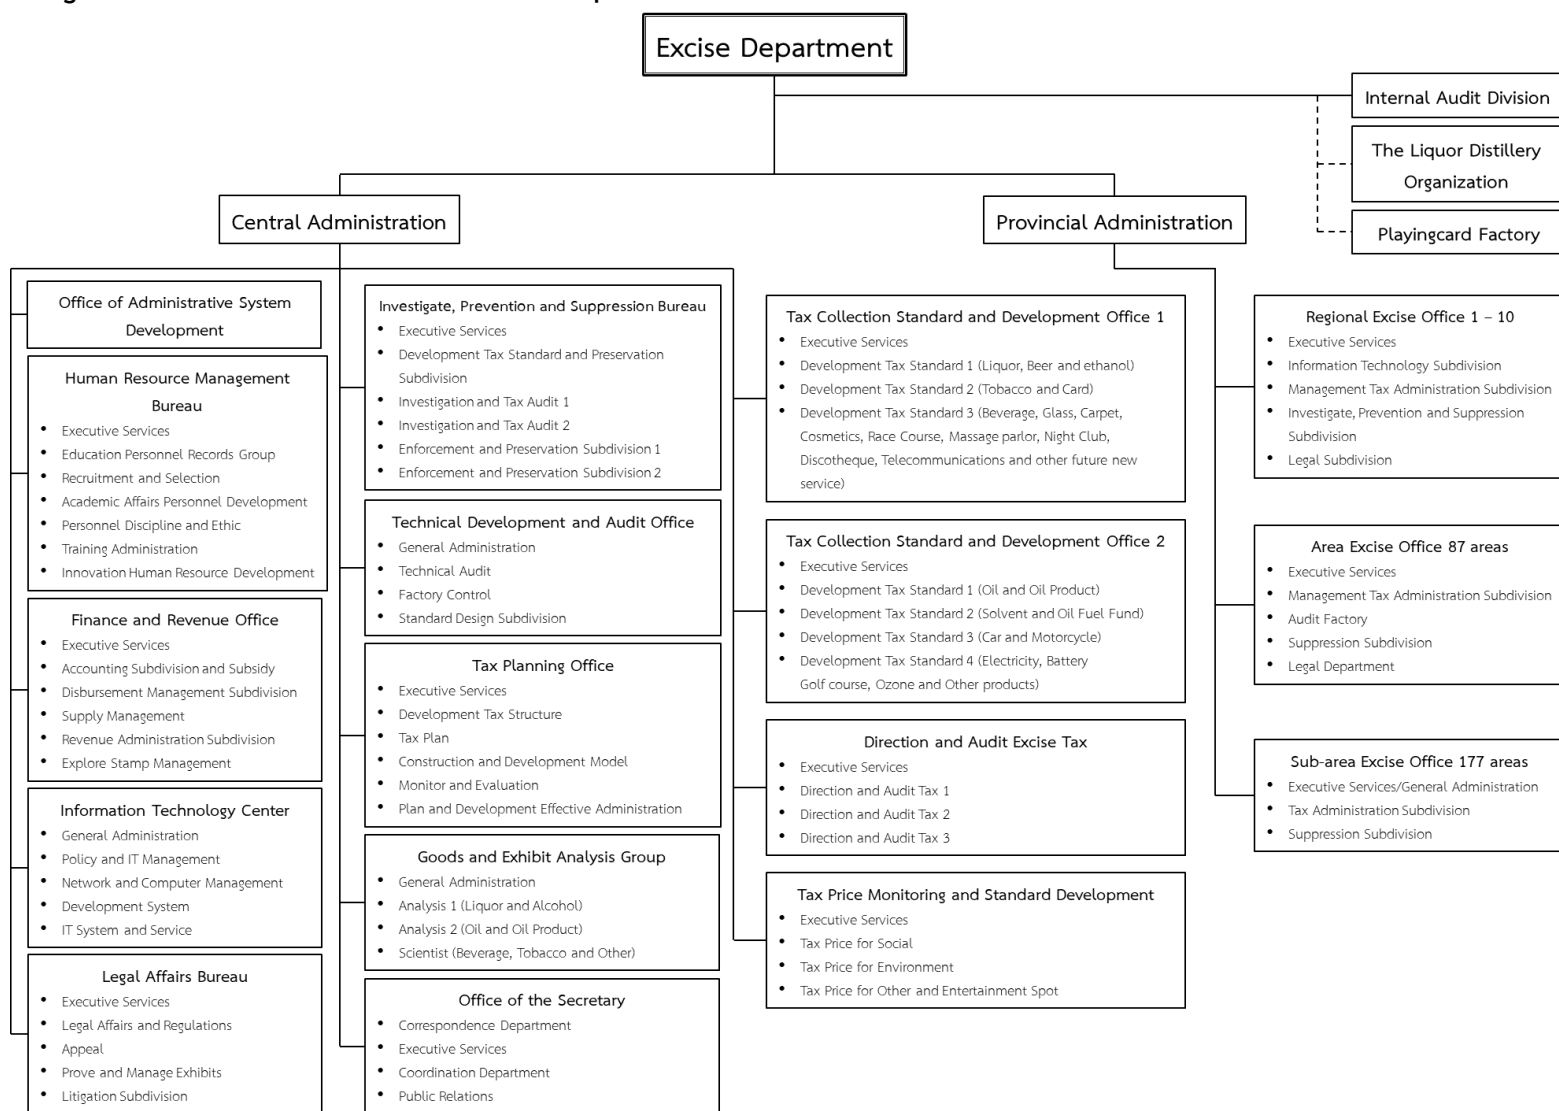 Excise Department
Internal Audit Division
The Liquor Distillery
Organization
Playingcard Factory
Central Administration
Provincial Administration
Office of Administrative System
Development
Human Resource Management
Bureau
• Executive Services
• Education Personnel Records Group
• Recruitment and Selection
• Academic Affairs Personnel Development
• Personnel Discipline and Ethic
• Training Administration
• Innovation Human Resource Development
Finance and Revenue Office
• Executive Services
• Accounting Subdivision and Subsidy
• Disbursement Management Subdivision
• Supply Management
• Revenue Administration Subdivision
• Explore Stamp Management
Information Technology Center
• General Administration
• Policy and IT Management
• Network and Computer Management
• Development System
• IT System and Service
Legal Affairs Bureau
• Executive Services
• Legal Affairs and Regulations
• Appeal
• Prove and Manage Exhibits
• Litigation Subdivision
Investigate, Prevention and Suppression Bureau
• Executive Services
• Development Tax Standard and Preservation
Subdivision
• Investigation and Tax Audit 1
• Investigation and Tax Audit 2
• Enforcement and Preservation Subdivision 1
• Enforcement and Preservation Subdivision 2
Technical Development and Audit Office
• General Administration
• Technical Audit
• Factory Control
• Standard Design Subdivision
Tax Planning Office
• Executive Services
• Development Tax Structure
• Tax Plan
• Construction and Development Model
• Monitor and Evaluation
• Plan and Development Effective Administration
Goods and Exhibit Analysis Group
• General Administration
• Analysis 1 (Liquor and Alcohol)
• Analysis 2 (Oil and Oil Product)
• Scientist (Beverage, Tobacco and Other)
Office of the Secretary
• Correspondence Department
• Executive Services
• Coordination Department
• Public Relations
Tax Collection Standard and Development Office 1
• Executive Services
• Development Tax Standard 1 (Liquor, Beer and ethanol)
• Development Tax Standard 2 (Tobacco and Card)
• Development Tax Standard 3 (Beverage, Glass, Carpet,
Cosmetics, Race Course, Massage parlor, Night Club,
Discotheque, Telecommunications and other future new
service)
Tax Collection Standard and Development Office 2
• Executive Services
• Development Tax Standard 1 (Oil and Oil Product)
• Development Tax Standard 2 (Solvent and Oil Fuel Fund)
• Development Tax Standard 3 (Car and Motorcycle)
• Development Tax Standard 4 (Electricity, Battery
Golf course, Ozone and Other products)
Direction and Audit Excise Tax
• Executive Services
• Direction and Audit Tax 1
• Direction and Audit Tax 2
• Direction and Audit Tax 3
Tax Price Monitoring and Standard Development
• Executive Services
• Tax Price for Social
• Tax Price for Environment
• Tax Price for Other and Entertainment Spot
Regional Excise Office 1 – 10
• Executive Services
• Information Technology Subdivision
• Management Tax Administration Subdivision
• Investigate, Prevention and Suppression
Subdivision
• Legal Subdivision
Area Excise Office 87 areas
• Executive Services
• Management Tax Administration Subdivision
• Audit Factory
• Suppression Subdivision
• Legal Department
Sub-area Excise Office 177 areas
• Executive Services/General Administration
• Tax Administration Subdivision
• Suppression Subdivision